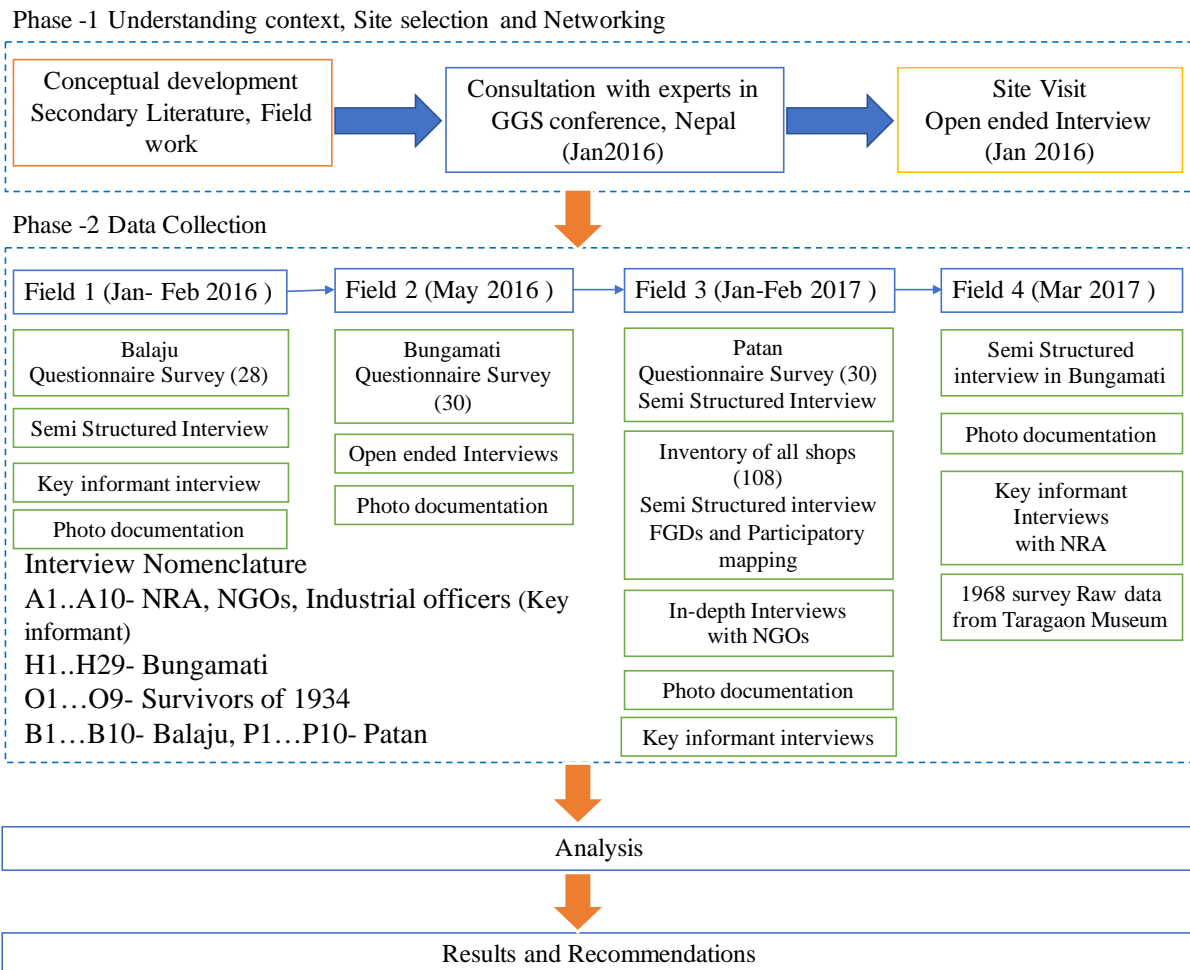 Phase -1 Understanding context, Site selection and Networking
Conceptual development
Secondary Literature, Field
work
Consultation with experts in
GGS conference, Nepal
(Jan2016)
Site Visit
Open ended Interview
(Jan 2016)
Phase -2 Data Collection
Field 1 (Jan- Feb 2016 )
Balaju
Questionnaire Survey (28)
Semi Structured Interview
Key informant interview
Photo documentation
Field 2 (May 2016 )
Bungamati
Questionnaire Survey
(30)
Open ended Interviews
Photo documentation
Field 3 (Jan-Feb 2017 )
Patan
Questionnaire Survey (30)
Semi Structured Interview
Inventory of all shops
(108)
Semi Structured interview
FGDs and Participatory
mapping
In-depth Interviews
with NGOs
Photo documentation
Key informant interviews
Field 4 (Mar 2017 )
Semi Structured
interview in Bungamati
Photo documentation
Key informant
Interviews
with NRA
1968 survey Raw data
from Taragaon Museum
Interview Nomenclature
A1..A10- NRA, NGOs, Industrial officers (Key
informant)
H1..H29- Bungamati
O1…O9- Survivors of 1934
B1…B10- Balaju, P1…P10- Patan
Analysis
Results and Recommendations